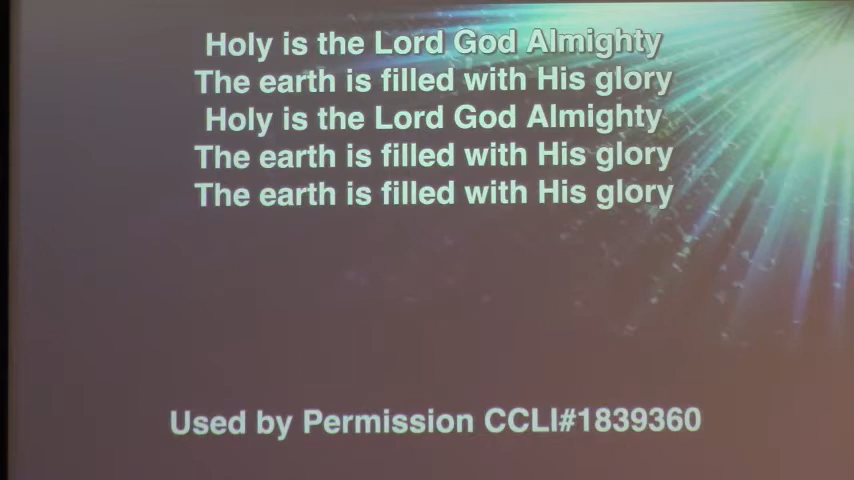 Holy is the Lord God Almighty
The earth is filled with His glory
Holy is the Lord God Almighty
The earth is filled with His glory
The earth is filled with His glory
Used by Permission CCLI#1839360